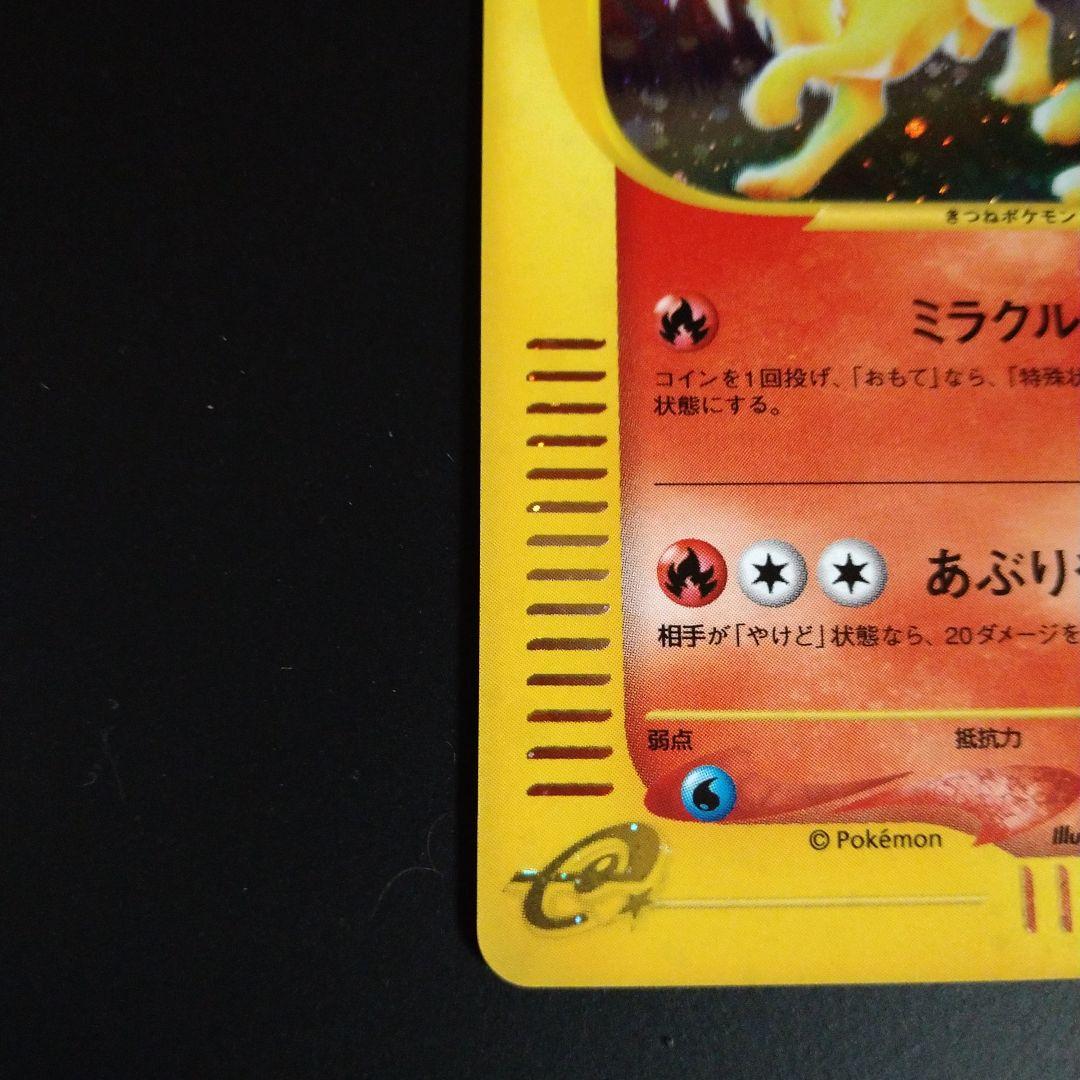 きつねポケモン
ミラクル
コインを1回投げ、「おもて」なら、「特殊状
状態にする。
あぶり
相手が「やけど」状態なら、20ダメージを
弱点 抵抗力
© Pokémon Illu
e